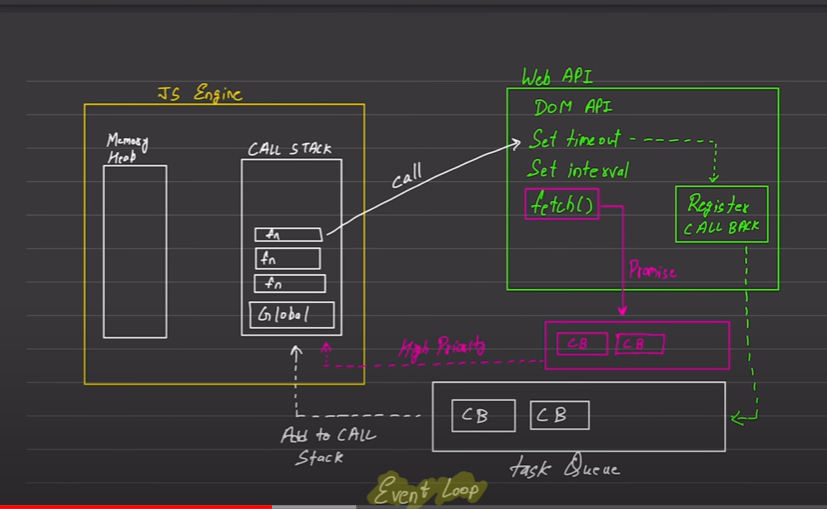 JS Engine
Memory
Heab
CALL STACK
fn
fn
fn
Global
call
Web API
DOM API
Set timeout
Set interval
fetch()
Register
CALL BACK
Promise
High Priority
CB CB
CB CB
Add to CALL
Stack
task Queue
Event Loop